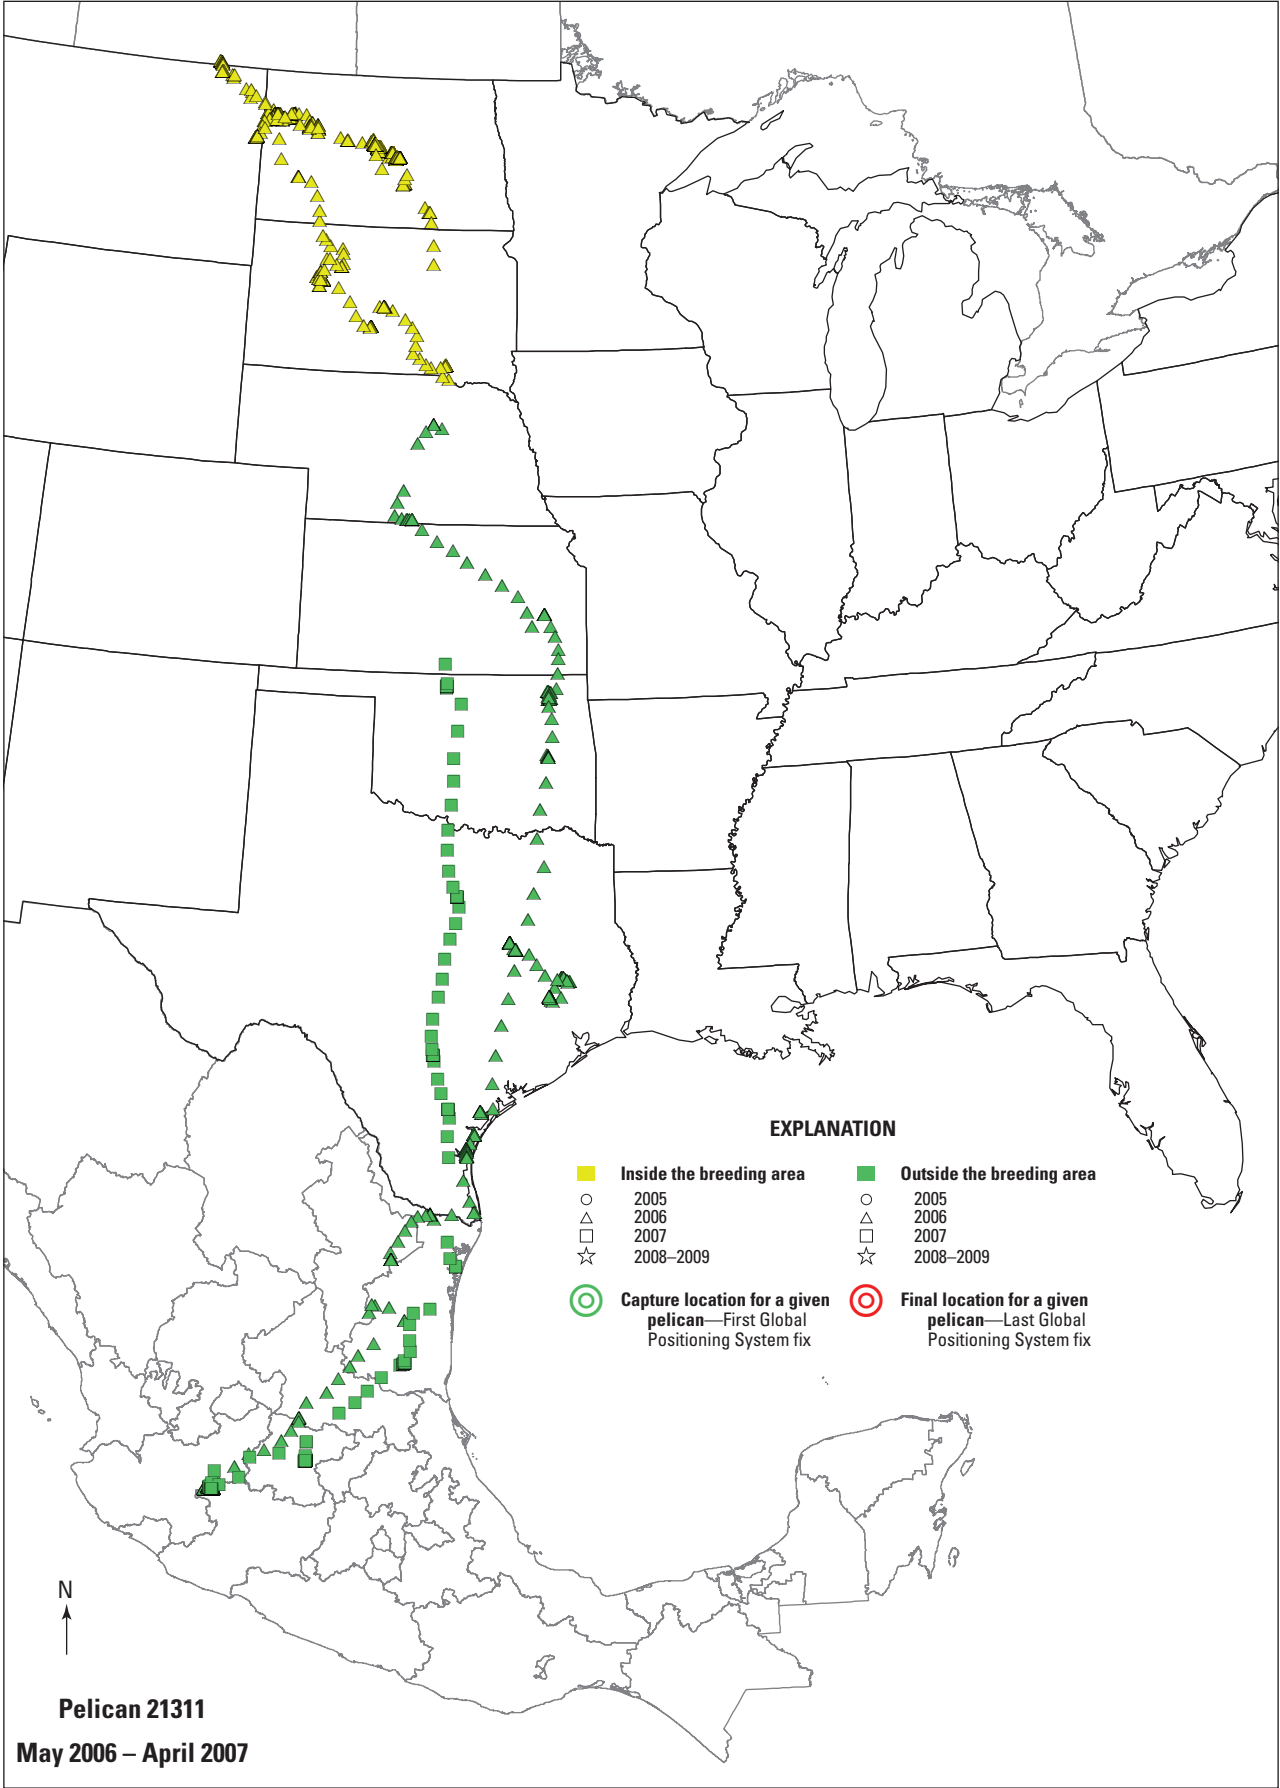 EXPLANATION
Inside the breeding area
2005
2006
2007
2008–2009
Outside the breeding area
2005
2006
2007
2008–2009
Capture location for a given
pelican—First Global
Positioning System fix
Final location for a given
pelican—Last Global
Positioning System fix
N
Pelican 21311
May 2006 – April 2007